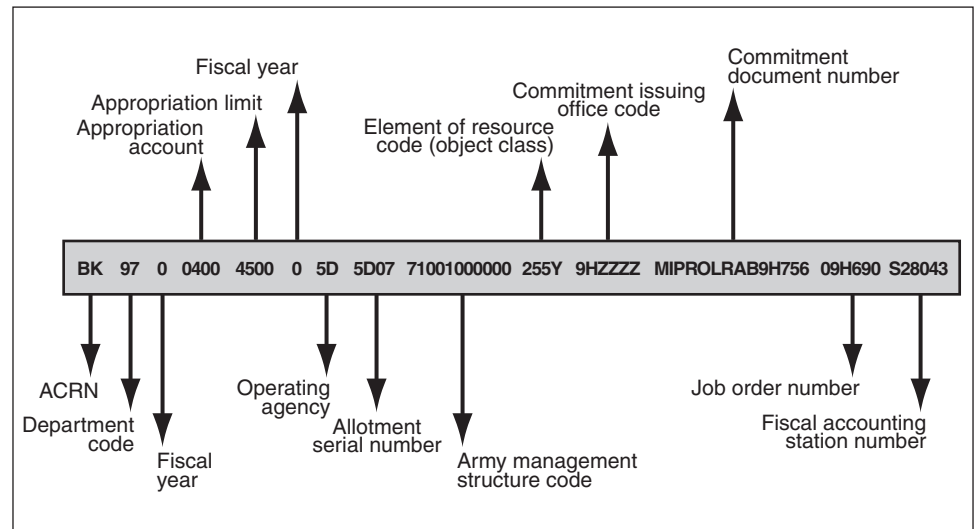 Commitment
document number
Fiscal year
Commitment issuing
office code
Appropriation limit
Appropriation
account
Element of resource
code (object class)
BK 97 0 0400 4500 0 5D 5D07 71001000000 255Y 9HZZZZ MIPROLRAB9H756 09H690 S28043
ACRN
Department
code
Fiscal
year
Operating
agency
Allotment
serial number
Army management
structure code
Job order number
Fiscal accounting
station number